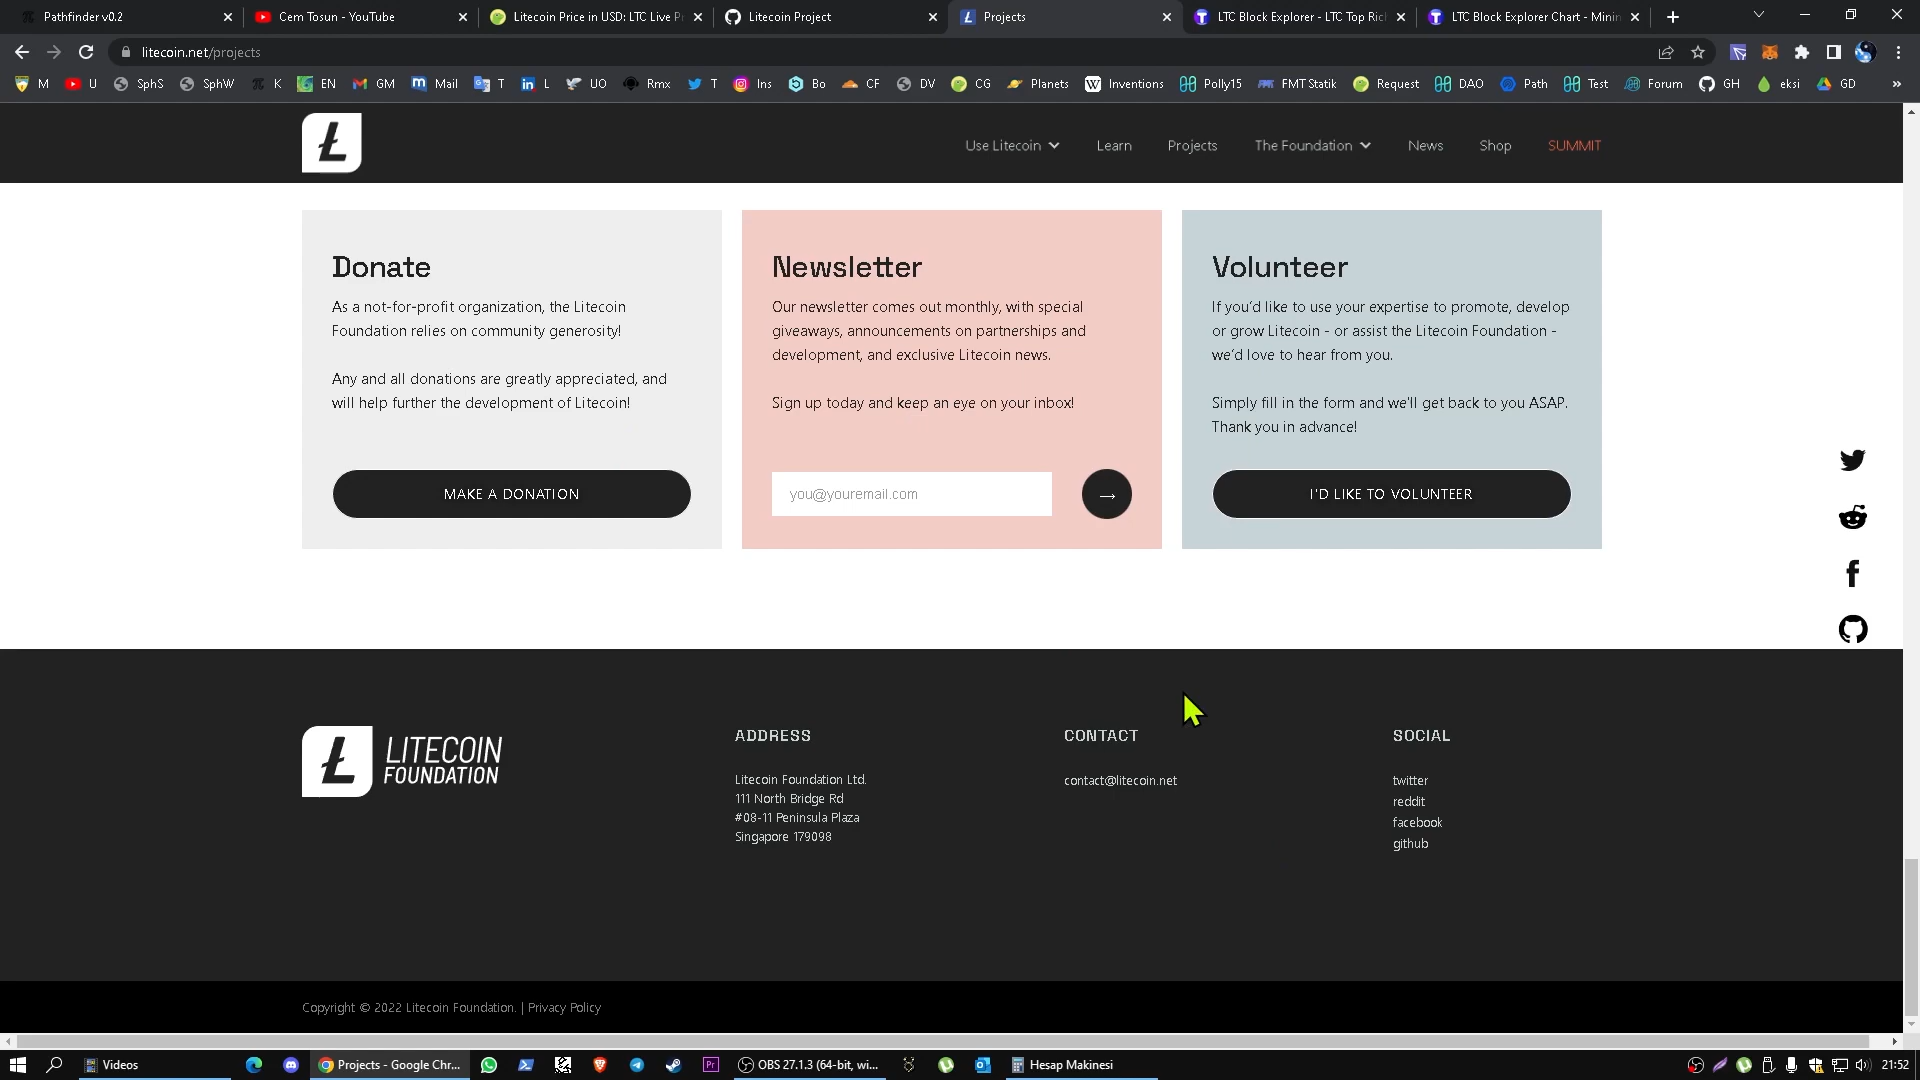 Pathfinder v0.2
Cem Tosun - YouTube
Litecoin Price in USD: LTC Live P
Litecoin Project
Projects
LTC Block Explorer - LTC Top Ric
LTC Block Explorer Chart - Minin
litecoin.net/projects
M U SphS SphW K EN GM Mail T L UO Rmx T Ins Bo CF DV CG Planets Inventions Polly15 FMT Statik Request DAO Path Test Forum GH eksi GD »
Use Litecoin Learn Projects The Foundation News Shop SUMMIT
Donate
As a not-for-profit organization, the Litecoin
Foundation relies on community generosity!
Any and all donations are greatly appreciated, and
will help further the development of Litecoin!
MAKE A DONATION
Newsletter
Our newsletter comes out monthly, with special
giveaways, announcements on partnerships and
development, and exclusive Litecoin news.
Sign up today and keep an eye on your inbox!
you@youremail.com
→
Volunteer
If you'd like to use your expertise to promote, develop
or grow Litecoin - or assist the Litecoin Foundation -
we'd love to hear from you.
Simply fill in the form and we'll get back to you ASAP.
Thank you in advance!
I'D LIKE TO VOLUNTEER
LITECOIN
FOUNDATION
ADDRESS
Litecoin Foundation Ltd.
111 North Bridge Rd
#08-11 Peninsula Plaza
Singapore 179098
CONTACT
contact@litecoin.net
SOCIAL
twitter
reddit
facebook
github
Copyright © 2022 Litecoin Foundation. | Privacy Policy
Videos
Projects - Google Chr...
Pr
OBS 27.1.3 (64-bit, wi...
Hesap Makinesi
21:52